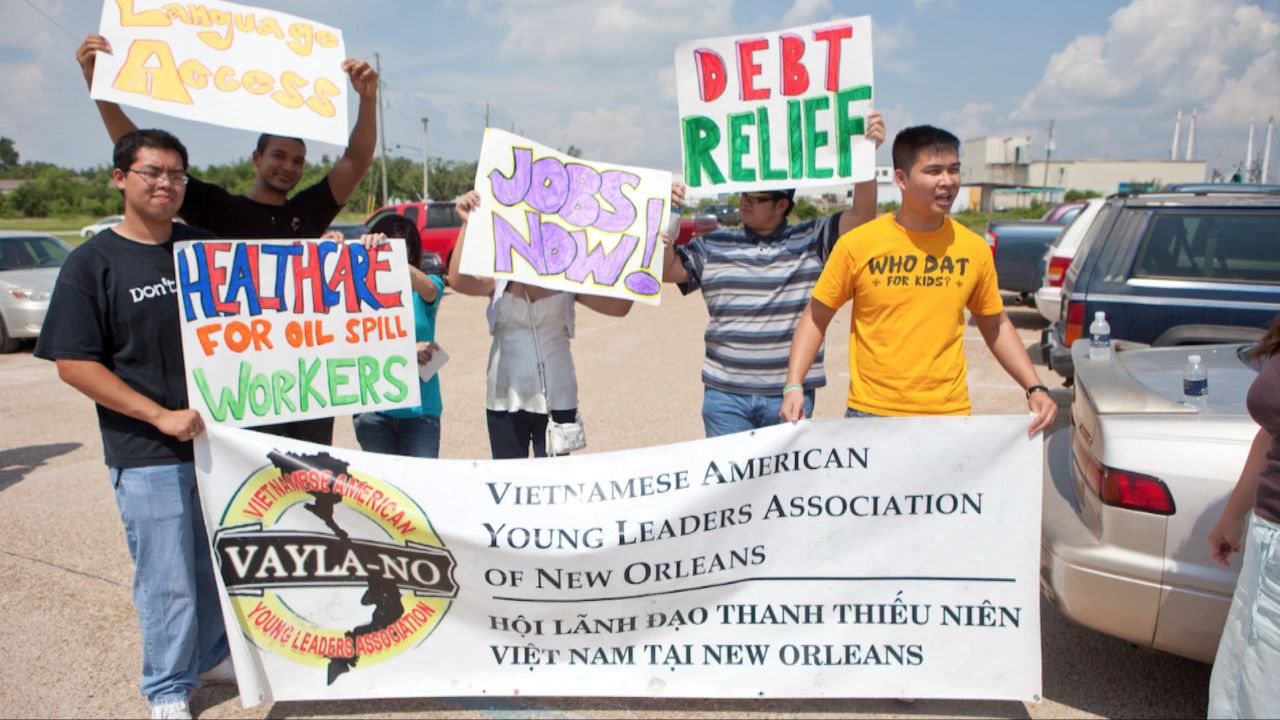 Language
Access
DEBT
RELIEF
JOBS
NOW!
WHO DAT
FOR KIDS?
Don't
HEALTHCARE
FOR OIL SPILL
WORKERS
VIETNAMESE AMERICAN
VAYLA-NO
YOUNG LEADERS ASSOCIATION
VIETNAMESE AMERICAN
YOUNG LEADERS ASSOCIATION
OF NEW ORLEANS
HỘI LÃNH ĐẠO THANH THIẾU NIÊN
VIỆT NAM TẠI NEW ORLEANS